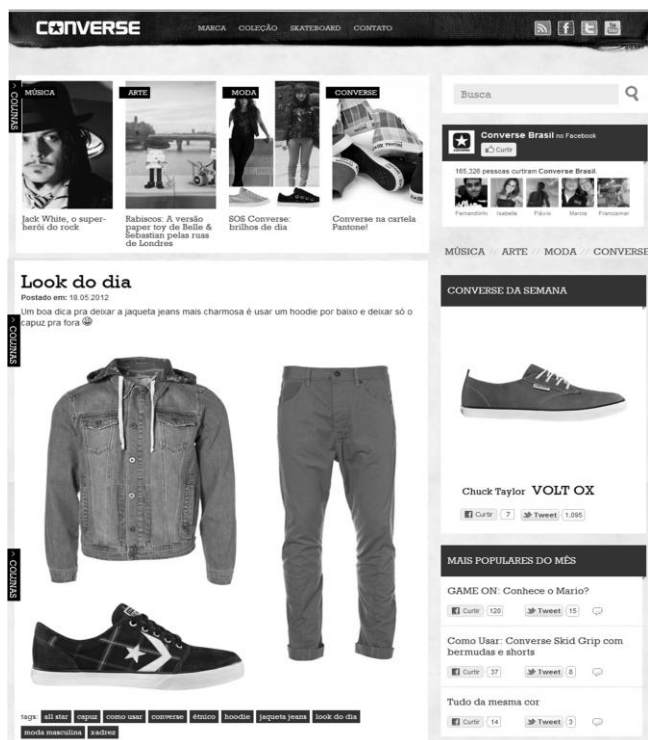 CONVERSE
MARCA COLEÇÃO SKATEBOARD CONTATO
COLUNAS
MÚSICA
ARTE
MODA
CONVERSE
Jack White, o super-
herói do rock
Rabiscos: A versão
paper toy de Belle &
Sebastian pelas ruas
de Londres
SOS Converse:
brilhos de dia
Converse na cartela
Pantone!
Busca
Converse Brasil no Facebook
Curtir
165,326 pessoas curtiram Converse Brasil.
Fernandinho Isabelle Flávio Marcia Francismar
MÚSICA // ARTE // MODA // CONVERSE
Look do dia
Postado em: 18.05.2012
Um boa dica pra deixar a jaqueta jeans mais charmosa é usar um hoodie por baixo e deixar só o
capuz pra fora
COLUNAS
COLUNAS
tags: all star capuz como usar converse étnico hoodie jaqueta jeans look do dia
moda masculina xadrez
CONVERSE DA SEMANA
Chuck Taylor VOLT OX
Curtir 7 Tweet 1,095
MAIS POPULARES DO MÊS
GAME ON: Conhece o Mario?
Curtir 120 Tweet 15
Como Usar: Converse Skid Grip com
bermudas e shorts
Curtir 37 Tweet 8
Tudo da mesma cor
Curtir 14 Tweet 3